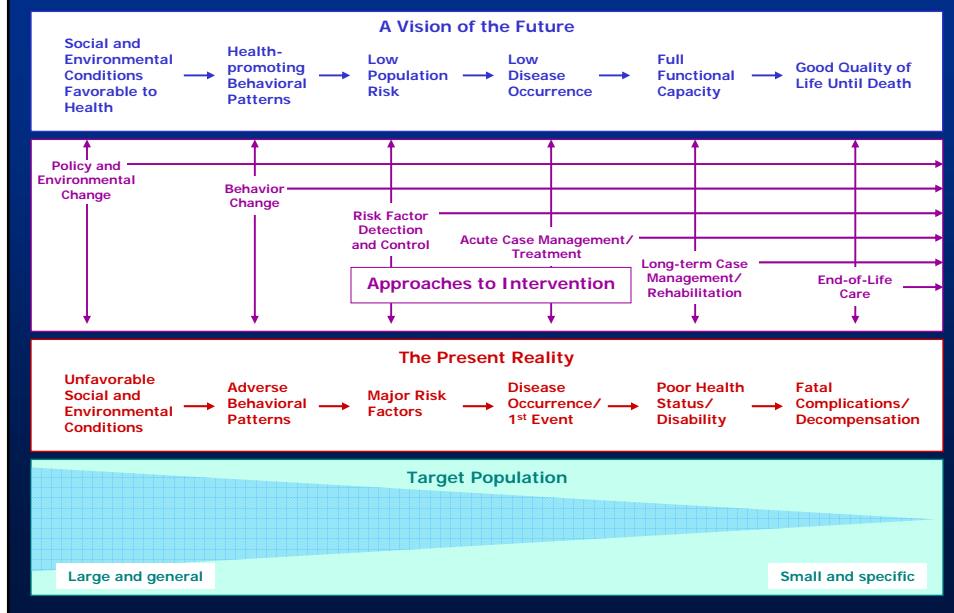 A Vision of the Future
Social and
Environmental
Conditions
Favorable to
Health
Health-
promoting
Behavioral
Patterns
Low
Population
Risk
Low
Disease
Occurrence
Full
Functional
Capacity
Good Quality of
Life Until Death
Policy and
Environmental
Change
Behavior
Change
Risk Factor
Detection
and Control
Acute Case Management/
Treatment
Long-term Case
Management/
Rehabilitation
End-of-Life
Care
Approaches to Intervention
The Present Reality
Unfavorable
Social and
Environmental
Conditions
Adverse
Behavioral
Patterns
Major Risk
Factors
Disease
Occurrence/
1st Event
Poor Health
Status/
Disability
Fatal
Complications/
Decompensation
Target Population
Large and general
Small and specific